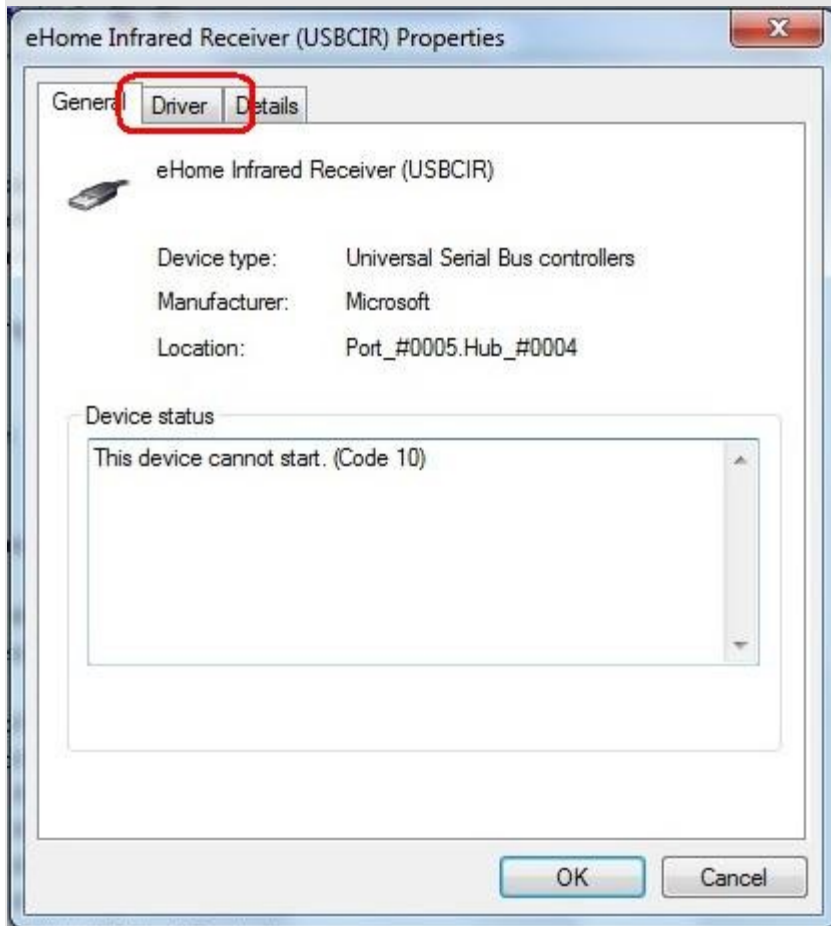 eHome Infrared Receiver (USBCIR) Properties
General Driver Details
eHome Infrared Receiver (USBCIR)
Device type: Universal Serial Bus controllers
Manufacturer: Microsoft
Location: Port_#0005.Hub_#0004
Device status
This device cannot start. (Code 10)
OK Cancel